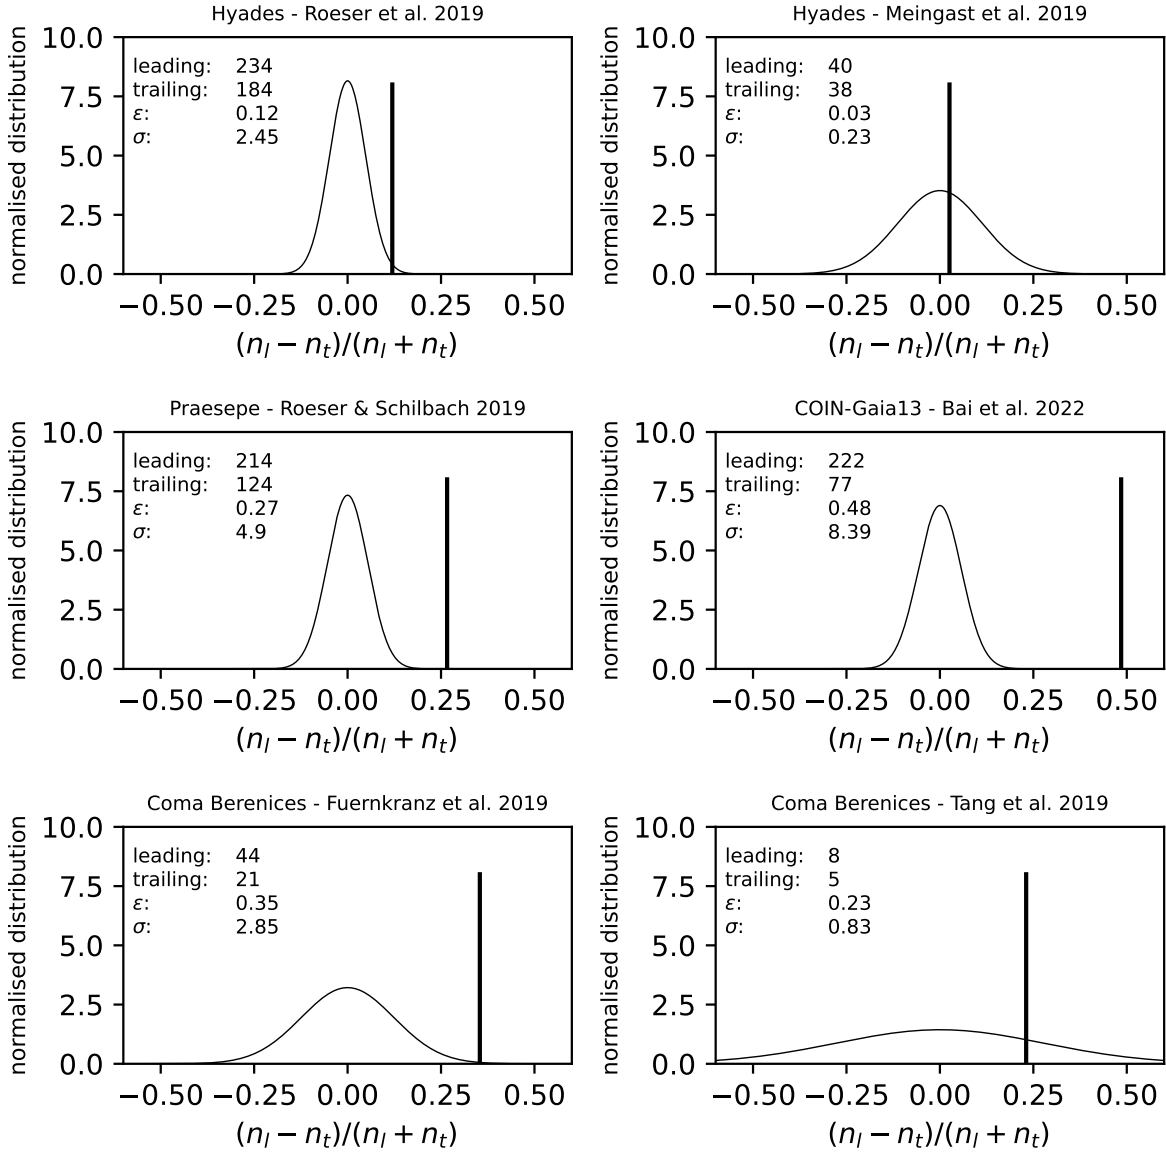 Hyades - Roeser et al. 2019
normalised distribution
10.0
7.5
5.0
2.5
0.0
leading: 234
trailing: 184
ε: 0.12
σ: 2.45
−0.50 −0.25 0.00 0.25 0.50
(n_l − n_t)/(n_l + n_t)
Hyades - Meingast et al. 2019
normalised distribution
10.0
7.5
5.0
2.5
0.0
leading: 40
trailing: 38
ε: 0.03
σ: 0.23
−0.50 −0.25 0.00 0.25 0.50
(n_l − n_t)/(n_l + n_t)
Praesepe - Roeser & Schilbach 2019
normalised distribution
10.0
7.5
5.0
2.5
0.0
leading: 214
trailing: 124
ε: 0.27
σ: 4.9
−0.50 −0.25 0.00 0.25 0.50
(n_l − n_t)/(n_l + n_t)
COIN-Gaia13 - Bai et al. 2022
normalised distribution
10.0
7.5
5.0
2.5
0.0
leading: 222
trailing: 77
ε: 0.48
σ: 8.39
−0.50 −0.25 0.00 0.25 0.50
(n_l − n_t)/(n_l + n_t)
Coma Berenices - Fuernkranz et al. 2019
normalised distribution
10.0
7.5
5.0
2.5
0.0
leading: 44
trailing: 21
ε: 0.35
σ: 2.85
−0.50 −0.25 0.00 0.25 0.50
(n_l − n_t)/(n_l + n_t)
Coma Berenices - Tang et al. 2019
normalised distribution
10.0
7.5
5.0
2.5
0.0
leading: 8
trailing: 5
ε: 0.23
σ: 0.83
−0.50 −0.25 0.00 0.25 0.50
(n_l − n_t)/(n_l + n_t)